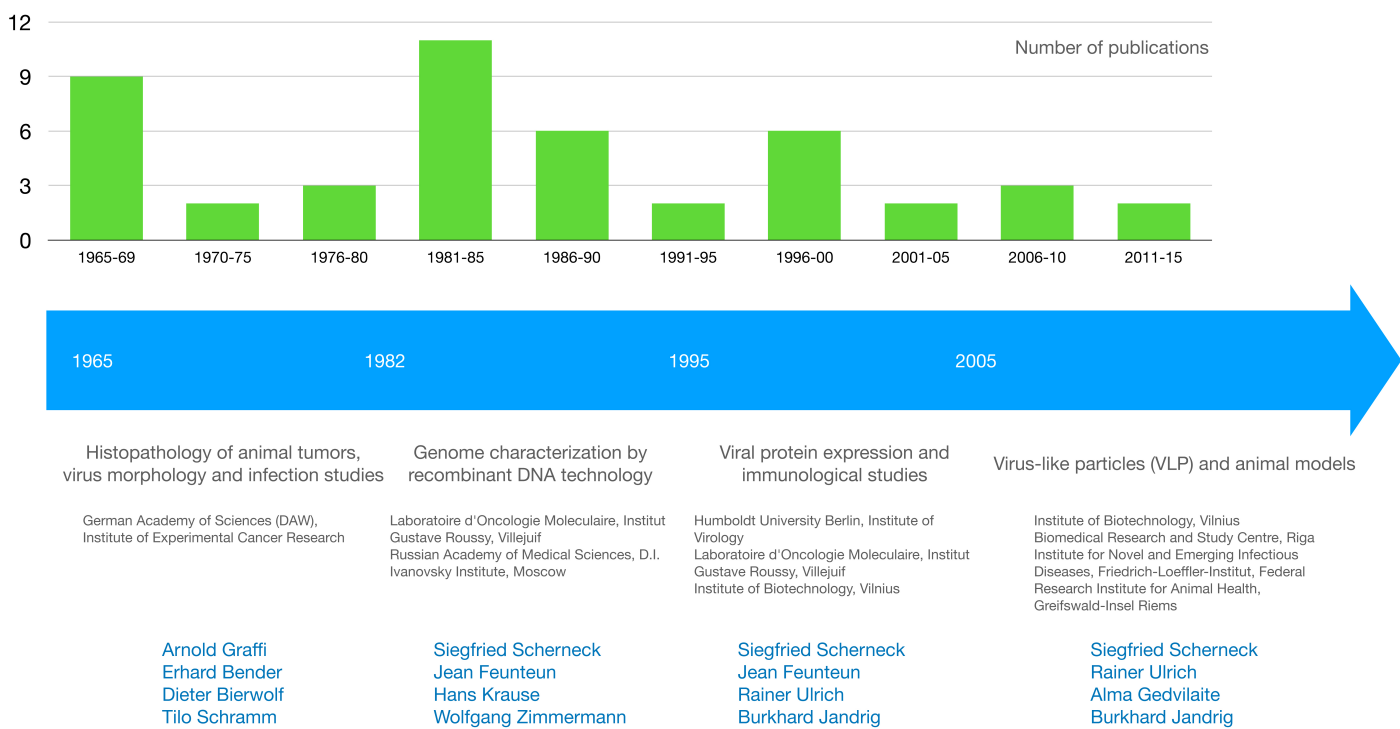 12
Number of publications
9
6
3
0
1965-69 1970-75 1976-80 1981-85 1986-90 1991-95 1996-00 2001-05 2006-10 2011-15
1965 1982 1995 2005
Histopathology of animal tumors,
virus morphology and infection studies
Genome characterization by
recombinant DNA technology
Viral protein expression and
immunological studies
Virus-like particles (VLP) and animal models
German Academy of Sciences (DAW),
Institute of Experimental Cancer Research
Laboratoire d'Oncologie Moleculaire, Institut
Gustave Roussy, Villejuif
Russian Academy of Medical Sciences, D.I.
Ivanovsky Institute, Moscow
Humboldt University Berlin, Institute of
Virology
Laboratoire d'Oncologie Moleculaire, Institut
Gustave Roussy, Villejuif
Institute of Biotechnology, Vilnius
Institute of Biotechnology, Vilnius
Biomedical Research and Study Centre, Riga
Institute for Novel and Emerging Infectious
Diseases, Friedrich-Loeffler-Institut, Federal
Research Institute for Animal Health,
Greifswald-Insel Riems
Arnold Graffi
Erhard Bender
Dieter Bierwolf
Tilo Schramm
Siegfried Scherneck
Jean Feunteun
Hans Krause
Wolfgang Zimmermann
Siegfried Scherneck
Jean Feunteun
Rainer Ulrich
Burkhard Jandrig
Siegfried Scherneck
Rainer Ulrich
Alma Gedvilaite
Burkhard Jandrig